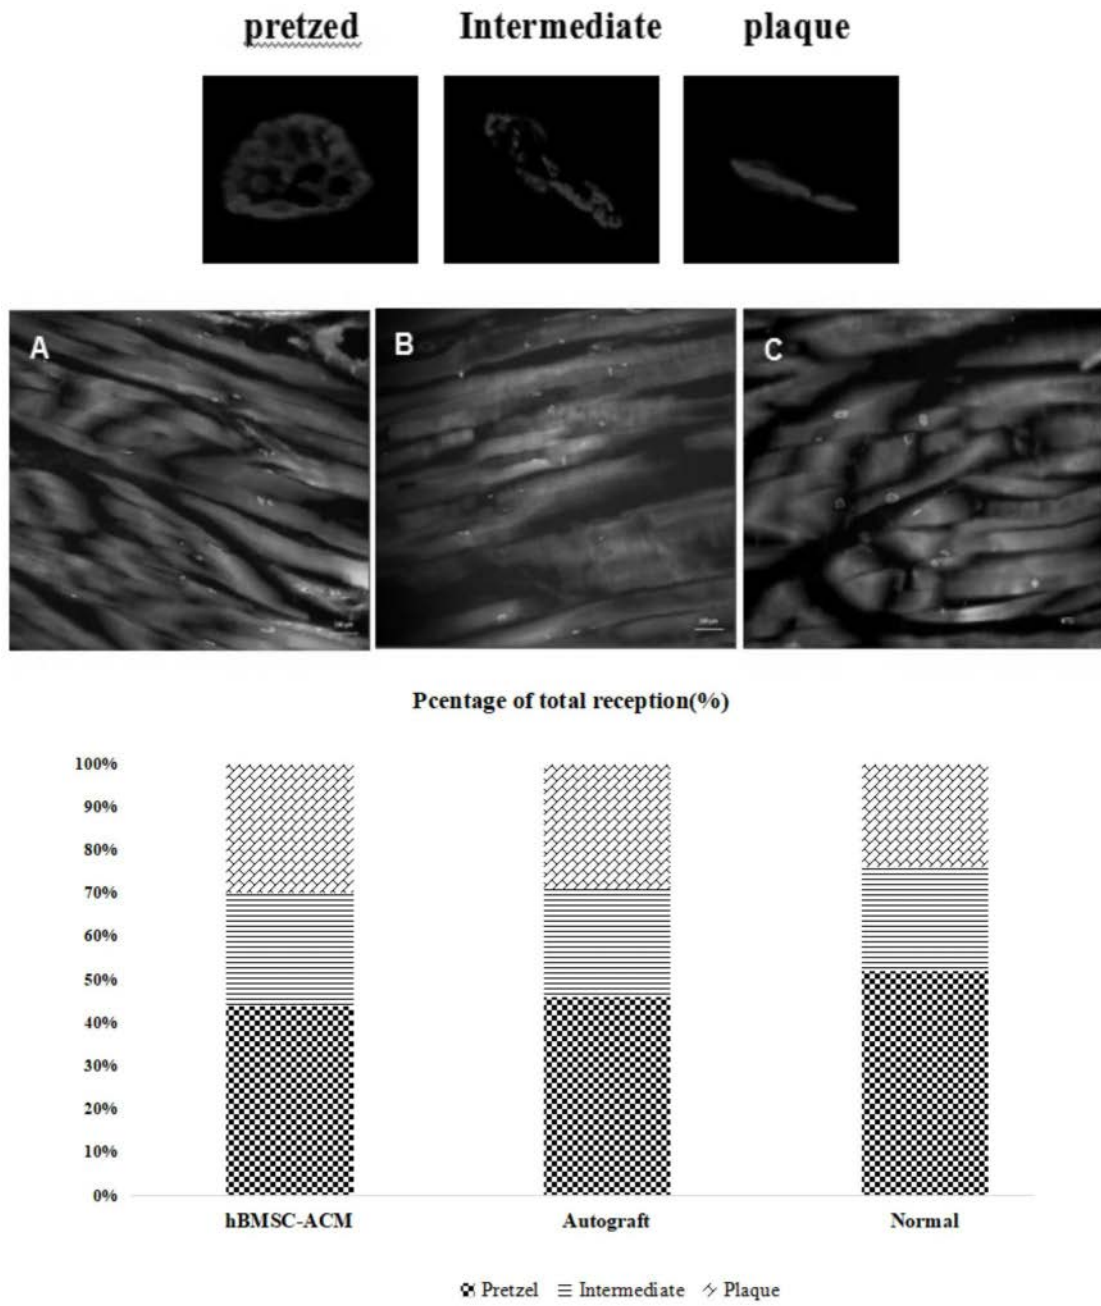 pretzed Intermediate plaque
A B C
Pcentage of total reception(%)
100%
90%
80%
70%
60%
50%
40%
30%
20%
10%
0%
hBMSC-ACM Autograft Normal
Pretzel Intermediate Plaque